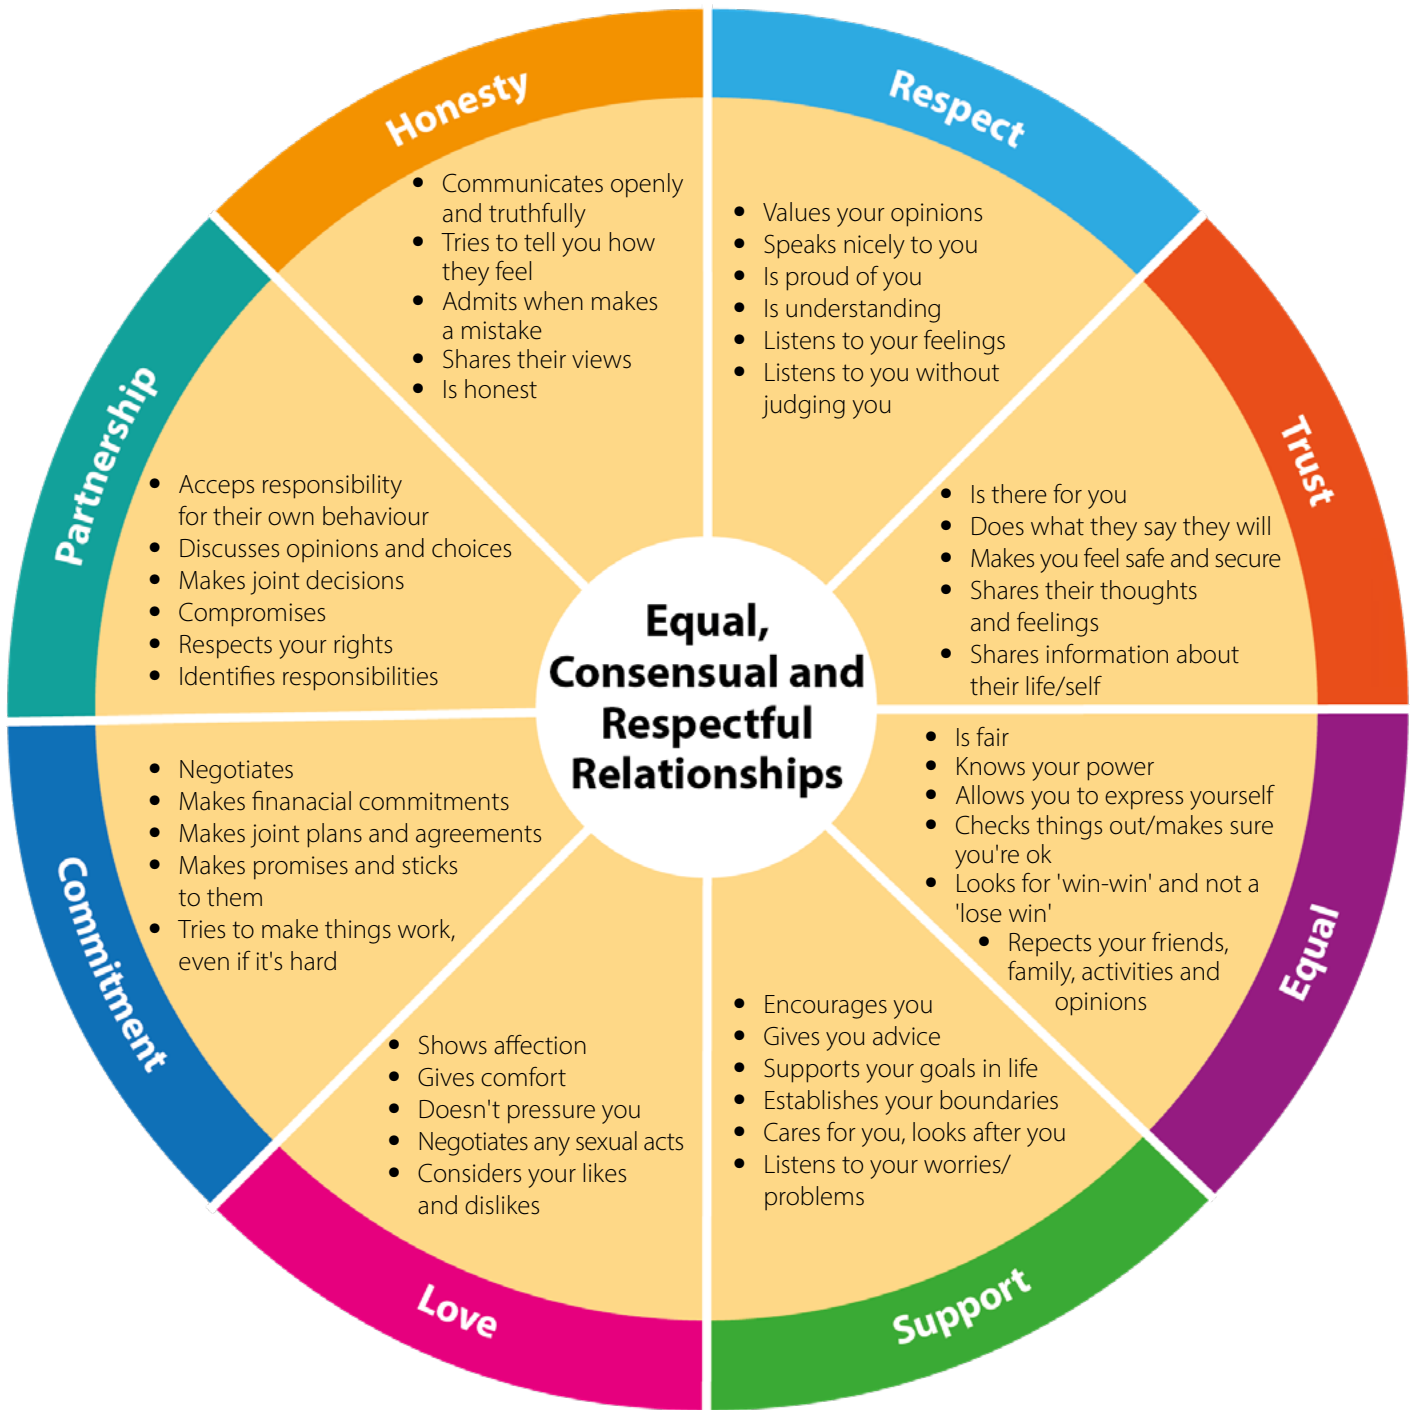 Honesty
• Communicates openly
and truthfully
• Tries to tell you how
they feel
• Admits when makes
a mistake
• Shares their views
• Is honest
Respect
• Values your opinions
• Speaks nicely to you
• Is proud of you
• Is understanding
• Listens to your feelings
• Listens to you without
judging you
Trust
• Is there for you
• Does what they say they will
• Makes you feel safe and secure
• Shares their thoughts
and feelings
• Shares information about
their life/self
Equal
• Is fair
• Knows your power
• Allows you to express yourself
• Checks things out/makes sure
you're ok
• Looks for 'win-win' and not a
'lose win'
• Repects your friends,
family, activities and
opinions
Support
• Encourages you
• Gives you advice
• Supports your goals in life
• Establishes your boundaries
• Cares for you, looks after you
• Listens to your worries/
problems
Love
• Shows affection
• Gives comfort
• Doesn't pressure you
• Negotiates any sexual acts
• Considers your likes
and dislikes
Commitment
• Negotiates
• Makes finanacial commitments
• Makes joint plans and agreements
• Makes promises and sticks
to them
• Tries to make things work,
even if it's hard
Partnership
• Acceps responsibility
for their own behaviour
• Discusses opinions and choices
• Makes joint decisions
• Compromises
• Respects your rights
• Identifies responsibilities
Equal,
Consensual and
Respectful
Relationships